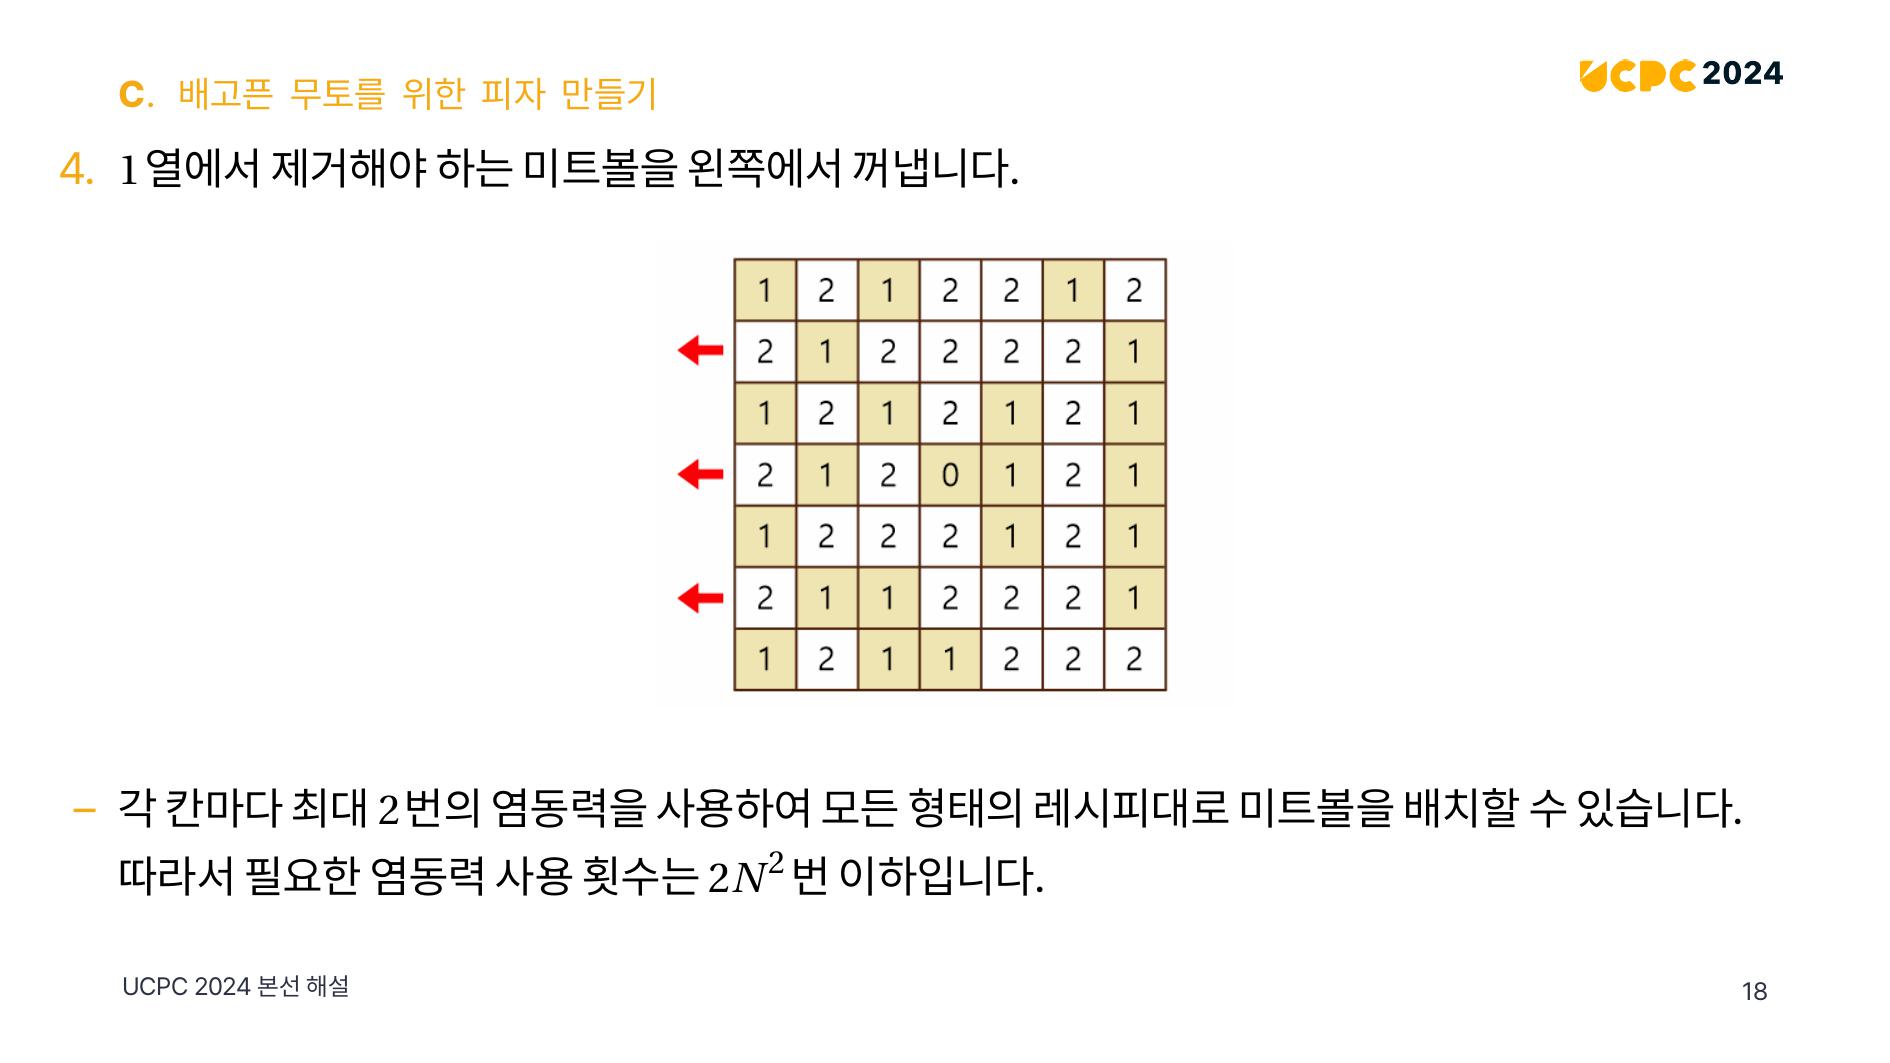 C. 배고픈 무토를 위한 피자 만들기
UCPC 2024
4. 1열에서 제거해야 하는 미트볼을 왼쪽에서 꺼냅니다.
1 2 1 2 2 1 2
2 1 2 2 2 2 1
1 2 1 2 1 2 1
2 1 2 0 1 2 1
1 2 2 2 1 2 1
2 1 1 2 2 2 1
1 2 1 1 2 2 2
– 각 칸마다 최대 2번의 염동력을 사용하여 모든 형태의 레시피대로 미트볼을 배치할 수 있습니다.
따라서 필요한 염동력 사용 횟수는 2N² 번 이하입니다.
UCPC 2024 본선 해설
18